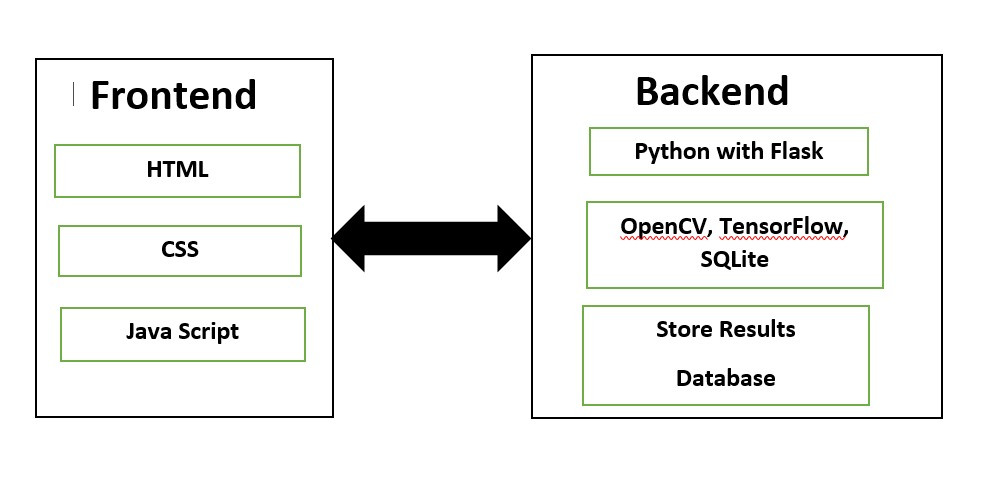 Frontend
HTML
CSS
Java Script
Backend
Python with Flask
OpenCV, TensorFlow,
SQLite
Store Results
Database